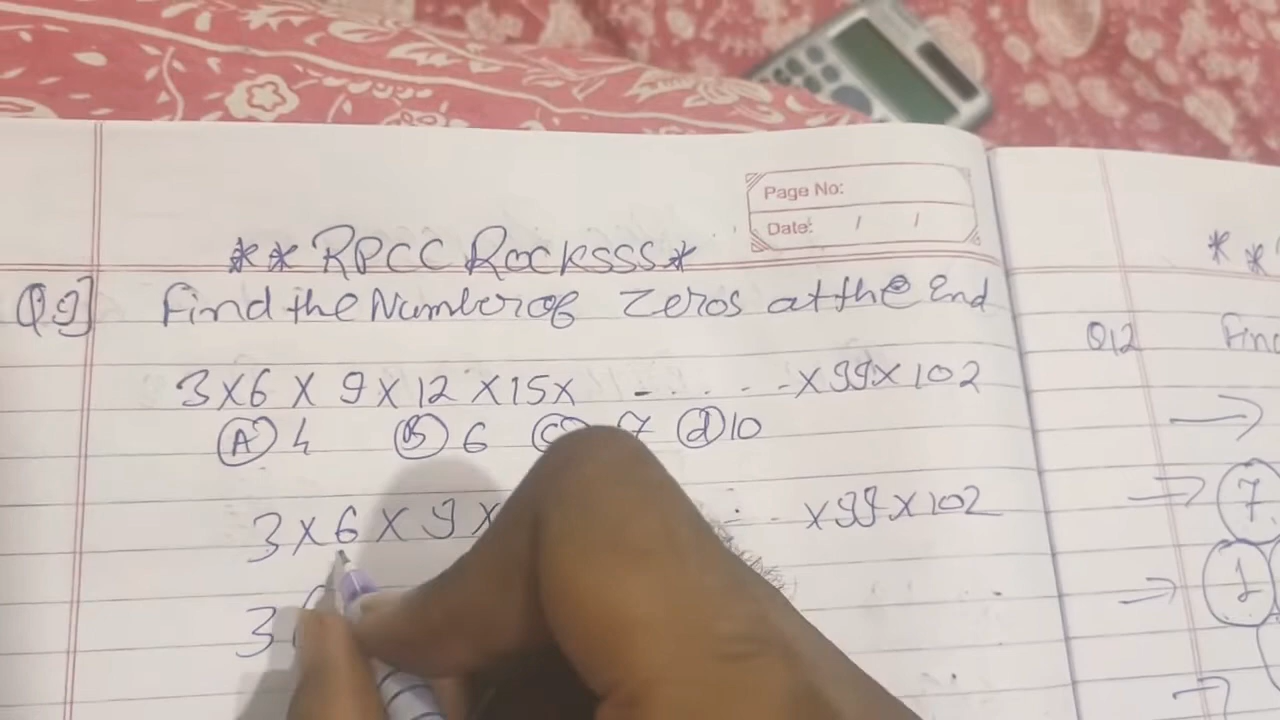 Page No:
Date: / /
**RPCC Rocksss*
Q9] Find the Number of Zeros at the End
3×6×9×12×15×-....-×99×102
(A) 4 (B) 6 (C) 7 (d) 10
3×6×9× .. ×99×102
3
**
Q12
→
→ 7
→ 1
→